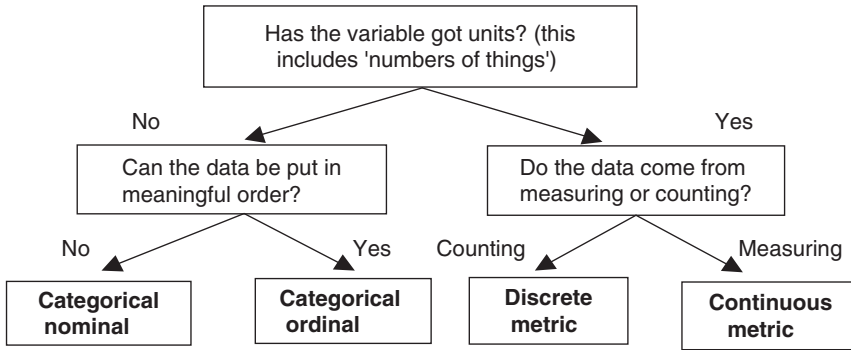 Has the variable got units? (this
includes 'numbers of things')
No
Yes
Can the data be put in
meaningful order?
Do the data come from
measuring or counting?
No
Yes
Counting
Measuring
Categorical
nominal
Categorical
ordinal
Discrete
metric
Continuous
metric